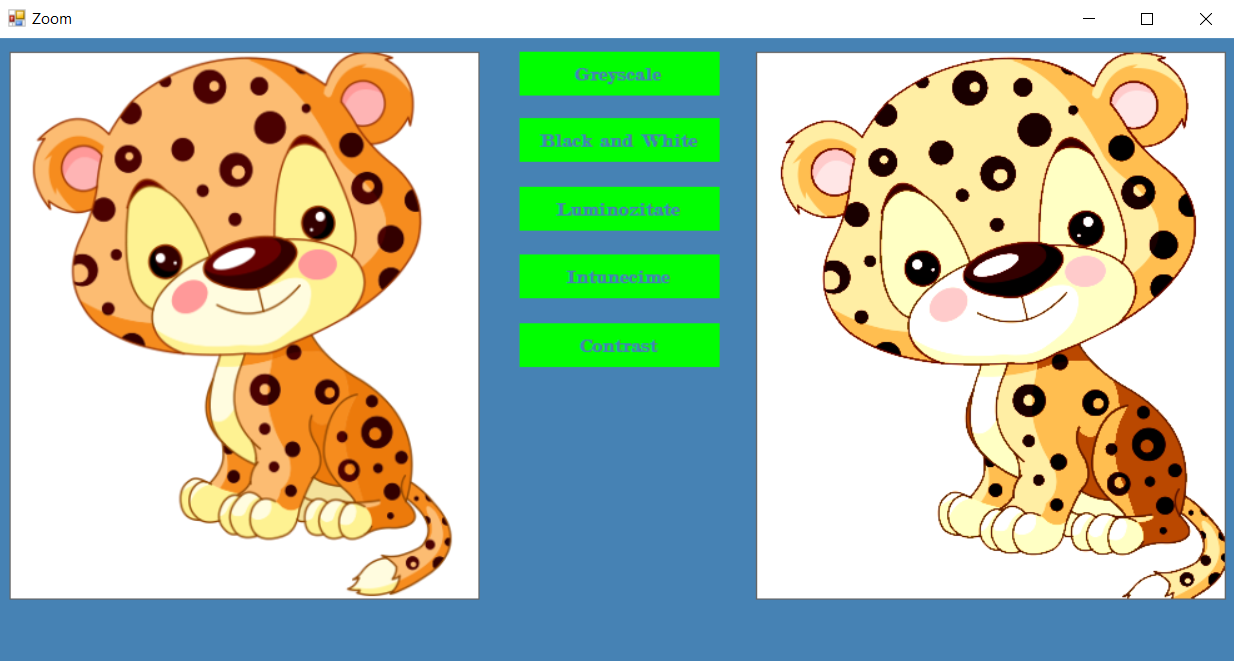 Zoom
Greyscale
Black and White
Luminozitate
Intunecime
Contrast